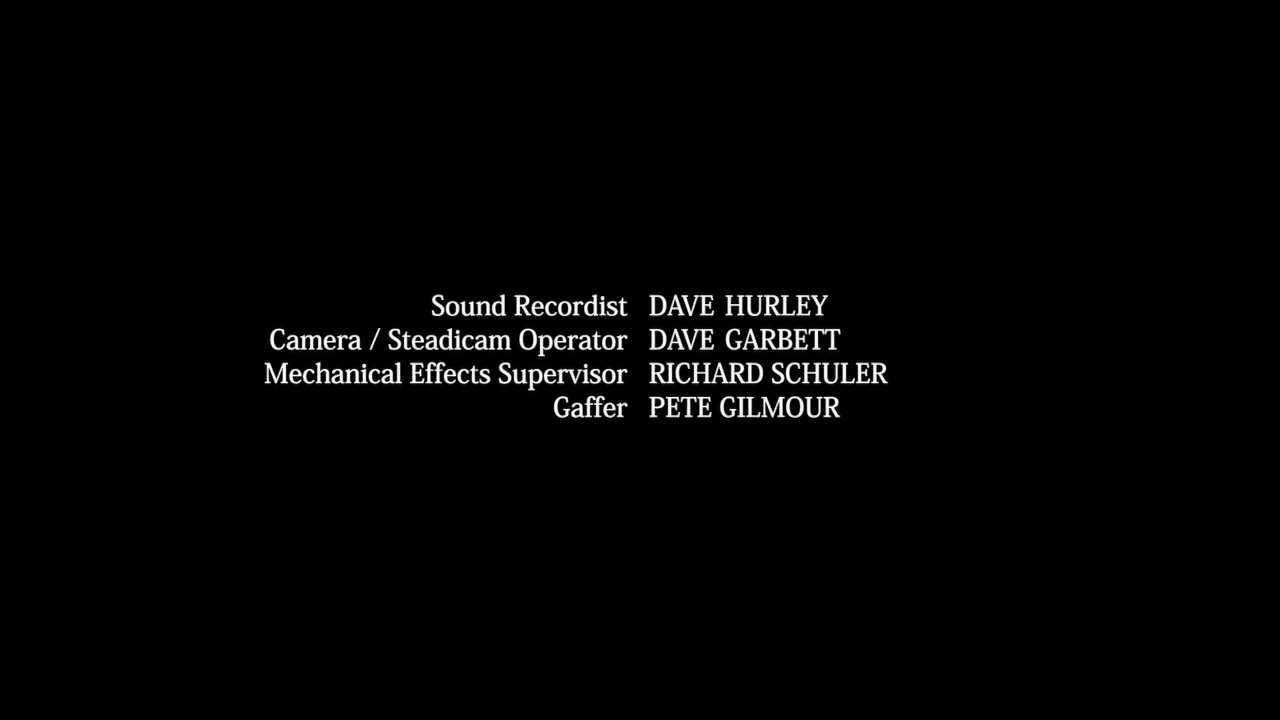 Sound Recordist DAVE HURLEY
Camera / Steadicam Operator DAVE GARBETT
Mechanical Effects Supervisor RICHARD SCHULER
Gaffer PETE GILMOUR